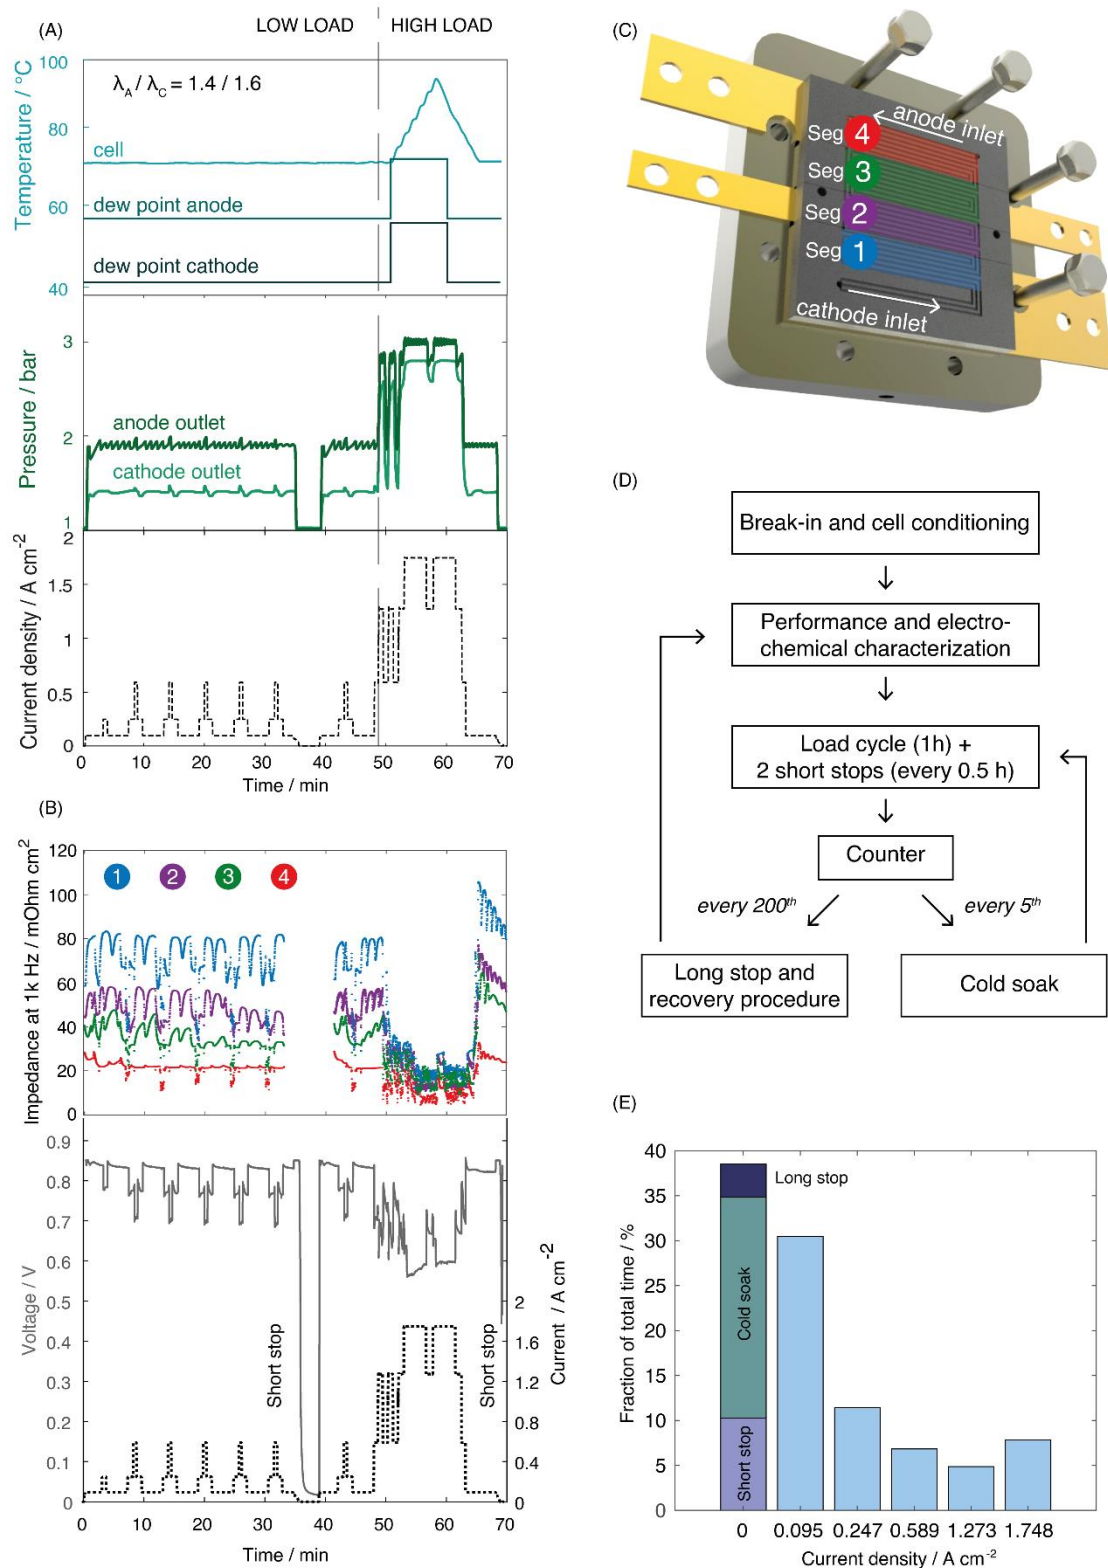 (A)
LOW LOAD
HIGH LOAD
100
80
60
40
Temperature / °C
λA / λC = 1.4 / 1.6
cell
dew point anode
dew point cathode
3
2
1
Pressure / bar
anode outlet
cathode outlet
2
1.5
1
0.5
0
Current density / A cm-2
0 10 20 30 40 50 60 70
Time / min
(B)
120
100
80
60
40
20
0
Impedance at 1k Hz / mOhm cm2
1 2 3 4
0.9
0.8
0.7
0.6
0.5
0.4
0.3
0.2
0.1
0
Voltage / V
Short stop
Short stop
2
1.6
1.2
0.8
0.4
0
Current / A cm-2
0 10 20 30 40 50 60 70
Time / min
(C)
anode inlet
Seg 4
Seg 3
Seg 2
Seg 1
cathode inlet
(D)
Break-in and cell conditioning
Performance and electro-
chemical characterization
Load cycle (1h) +
2 short stops (every 0.5 h)
Counter
every 200th
every 5th
Long stop and
recovery procedure
Cold soak
(E)
40
35
30
25
20
15
10
5
0
Fraction of total time / %
Long stop
Cold soak
Short stop
0 0.095 0.247 0.589 1.273 1.748
Current density / A cm-2